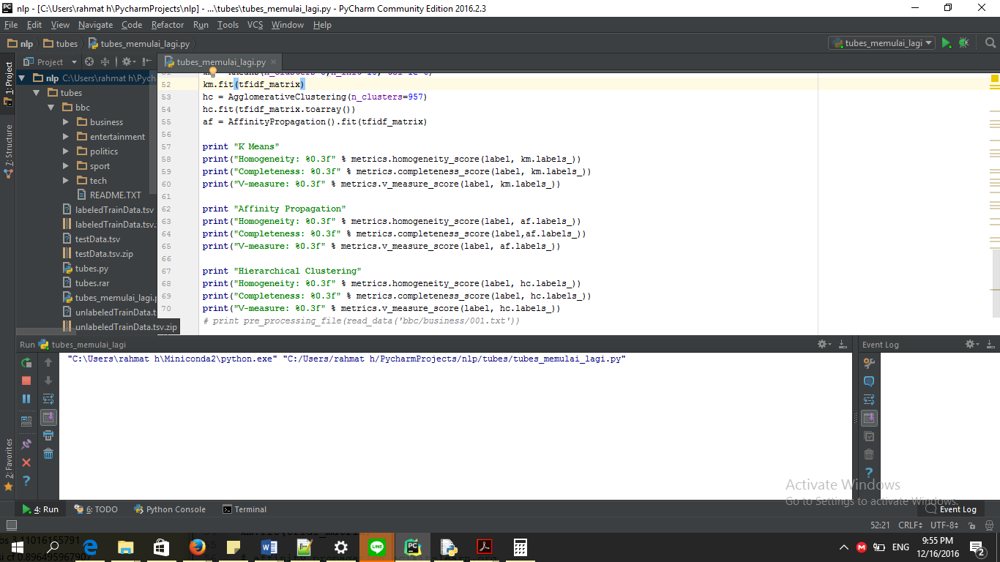 nlp - [C:\Users\rahmat h\PycharmProjects\nlp] - ...\tubes\tubes_memulai_lagi.py - PyCharm Community Edition 2016.2.3
File Edit View Navigate Code Refactor Run Tools VCS Window Help
nlp tubes tubes_memulai_lagi.py
tubes_memulai_lagi
1: Project
7: Structure
2: Favorites
Project
nlp C:\Users\rahmat h\Pych
tubes
bbc
business
entertainment
politics
sport
tech
README.TXT
labeledTrainData.tsv
labeledTrainData.tsv.
testData.tsv
testData.tsv.zip
tubes.py
tubes.rar
tubes_memulai_lagi.p
unlabeledTrainData.t
unlabeledTrainData.tsv.zip
tubes_memulai_lagi.py
52 km.fit(tfidf_matrix)
53 hc = AgglomerativeClustering(n_clusters=957)
54 hc.fit(tfidf_matrix.toarray())
55 af = AffinityPropagation().fit(tfidf_matrix)
56
57 print "K Means"
58 print("Homogeneity: %0.3f" % metrics.homogeneity_score(label, km.labels_))
59 print("Completeness: %0.3f" % metrics.completeness_score(label, km.labels_))
60 print("V-measure: %0.3f" % metrics.v_measure_score(label, km.labels_))
61
62 print "Affinity Propagation"
63 print("Homogeneity: %0.3f" % metrics.homogeneity_score(label, af.labels_))
64 print("Completeness: %0.3f" % metrics.completeness_score(label,af.labels_))
65 print("V-measure: %0.3f" % metrics.v_measure_score(label, af.labels_))
66
67 print "Hierarchical Clustering"
68 print("Homogeneity: %0.3f" % metrics.homogeneity_score(label, hc.labels_))
69 print("Completeness: %0.3f" % metrics.completeness_score(label, hc.labels_))
70 print("V-measure: %0.3f" % metrics.v_measure_score(label, hc.labels_))
# print pre_processing_file(read_data('bbc/business/001.txt'))
Run tubes_memulai_lagi
Event Log
"C:\Users\rahmat h\Miniconda2\python.exe" "C:/Users/rahmat h/PycharmProjects/nlp/tubes/tubes_memulai_lagi.py"
Activate Windows
Go to Settings to activate Windows.
4: Run 6: TODO Python Console Terminal
Event Log
52:21 CRLF UTF-8
ENG
9:55 PM
12/16/2016
2